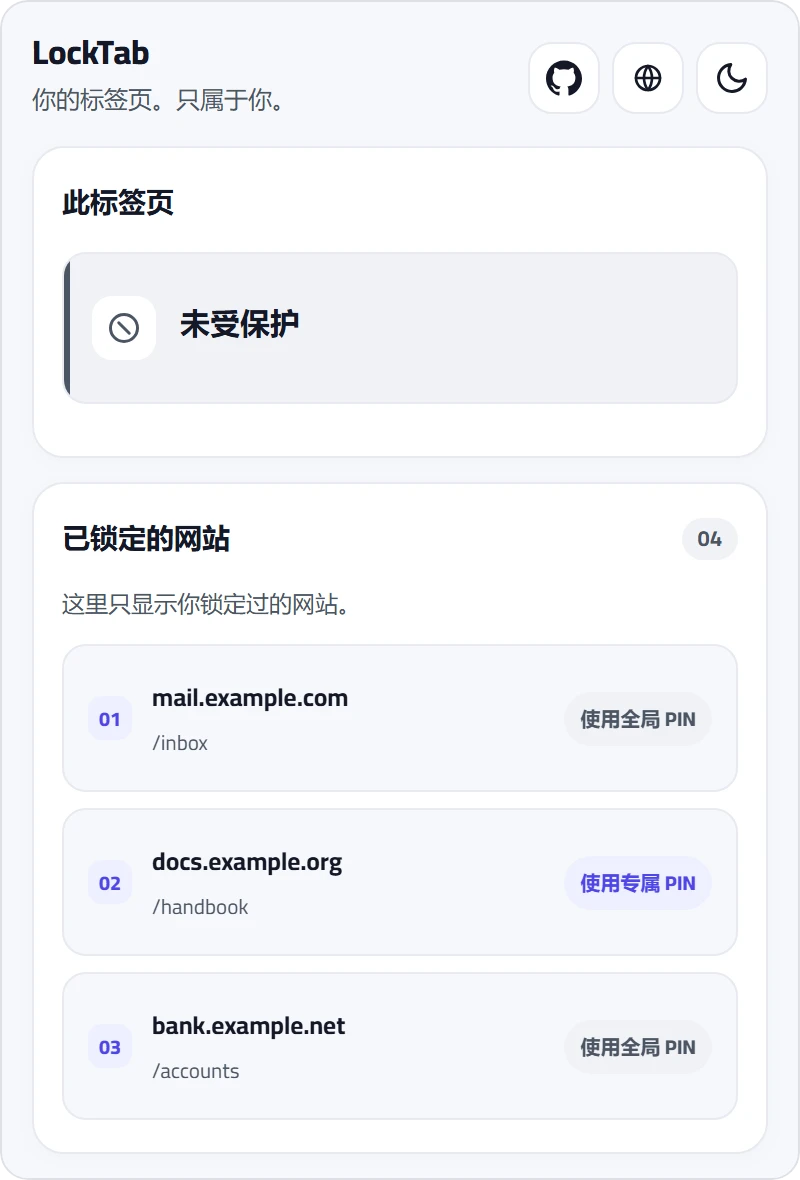 LockTab
你的标签页。只属于你。
此标签页
未受保护
已锁定的网站
04
这里只显示你锁定过的网站。
01
mail.example.com
/inbox
使用全局 PIN
02
docs.example.org
/handbook
使用专属 PIN
03
bank.example.net
/accounts
使用全局 PIN